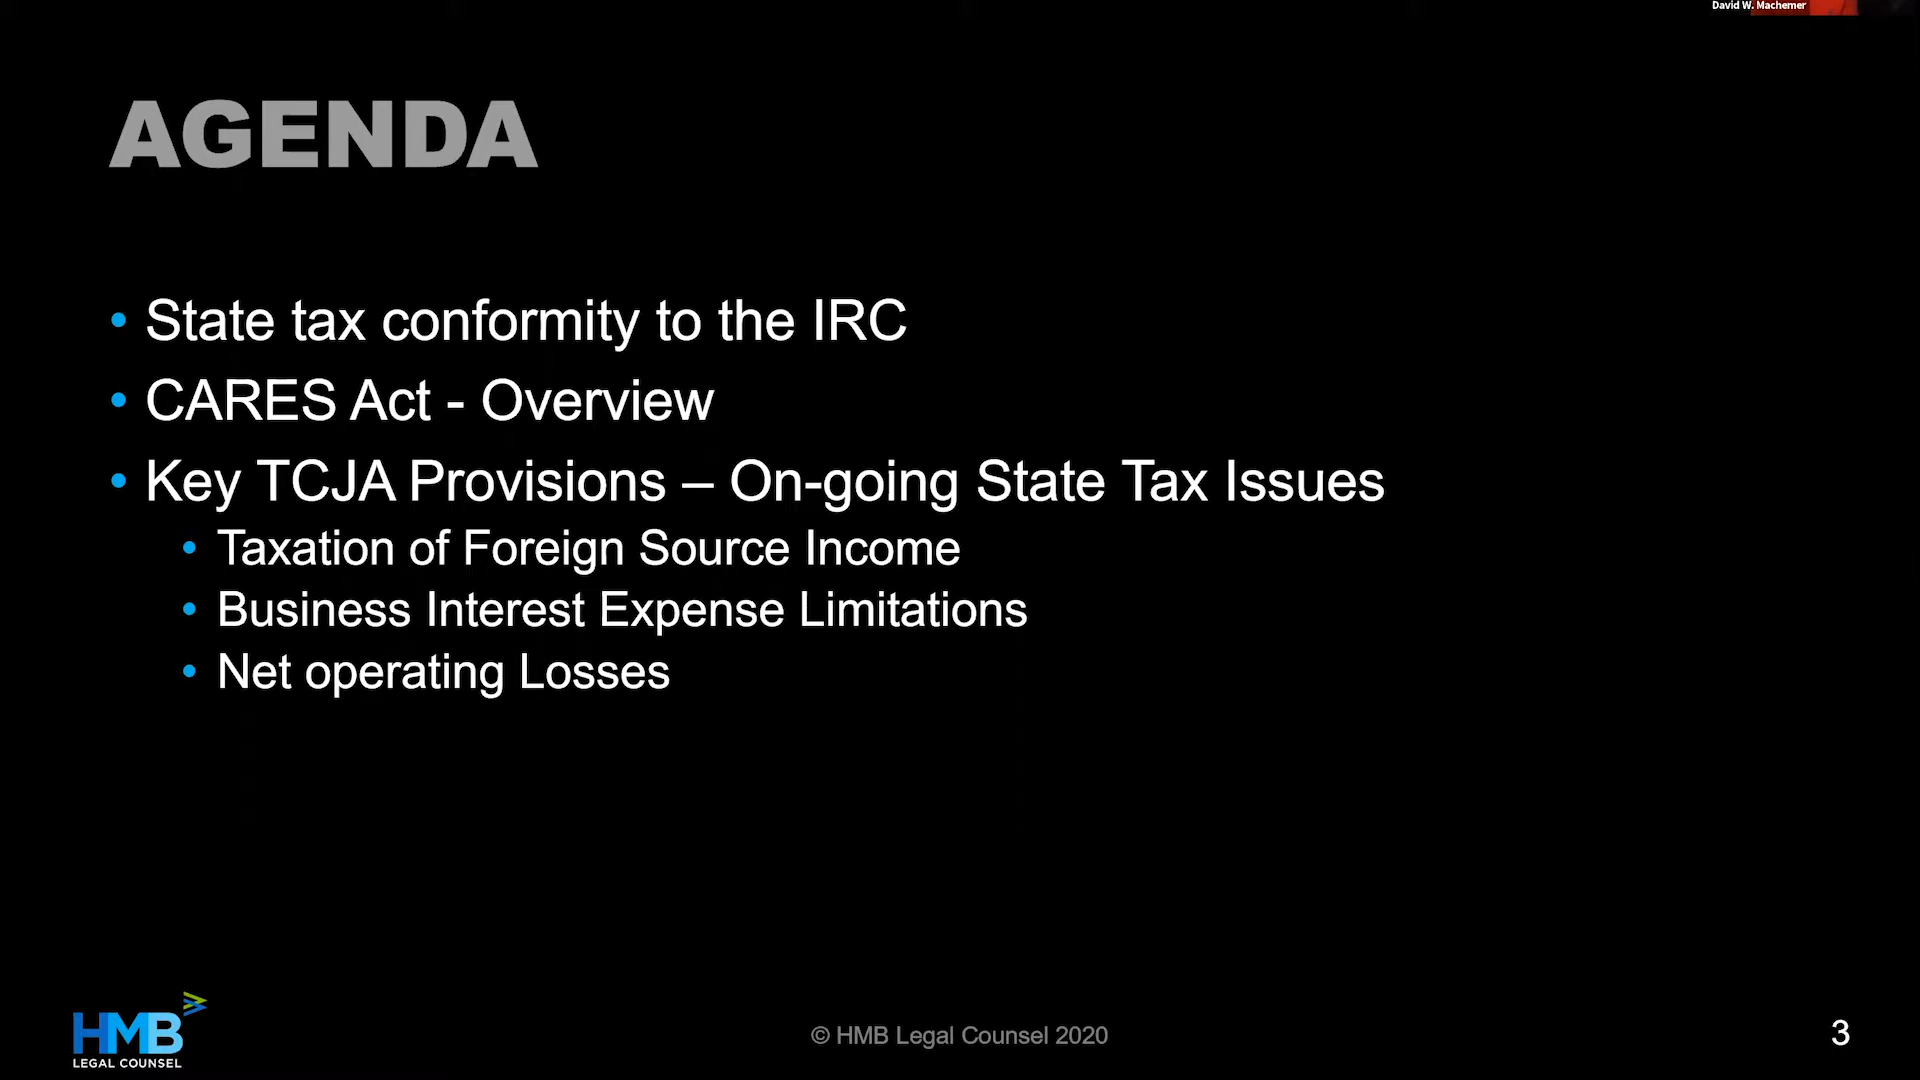 David W. Machemer
AGENDA
• State tax conformity to the IRC
• CARES Act - Overview
• Key TCJA Provisions – On-going State Tax Issues
• Taxation of Foreign Source Income
• Business Interest Expense Limitations
• Net operating Losses
HMB
LEGAL COUNSEL
© HMB Legal Counsel 2020
3